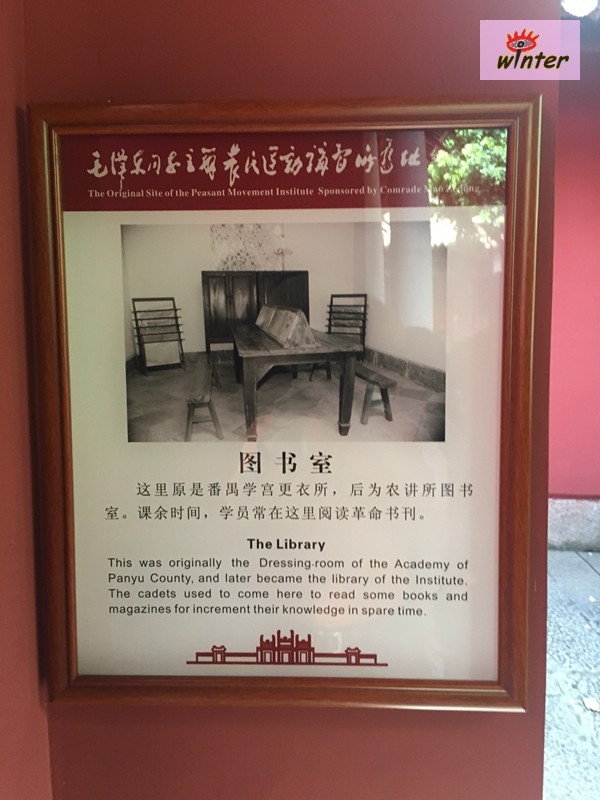 winter
毛泽东同志主办农民运动讲习所旧址
The Original Site of the Peasant Movement Institute Sponsored by Comrade Mao Zedong
图书室
这里原是番禺学宫更衣所，后为农讲所图书
室。课余时间，学员常在这里阅读革命书刊。
The Library
This was originally the Dressing-room of the Academy of
Panyu County, and later became the library of the Institute.
The cadets used to come here to read some books and
magazines for increment their knowledge in spare time.